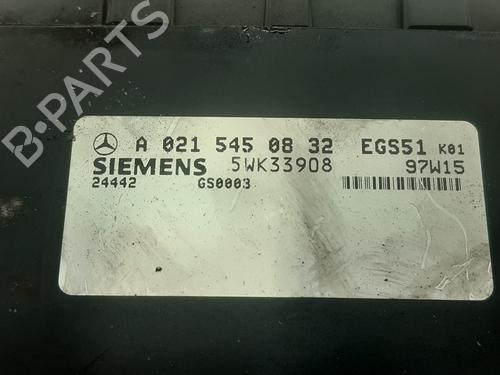 B-PARTS
A 021 545 08 32 EGS51 K01
SIEMENS 5WK33908 97W15
24442 GS0003